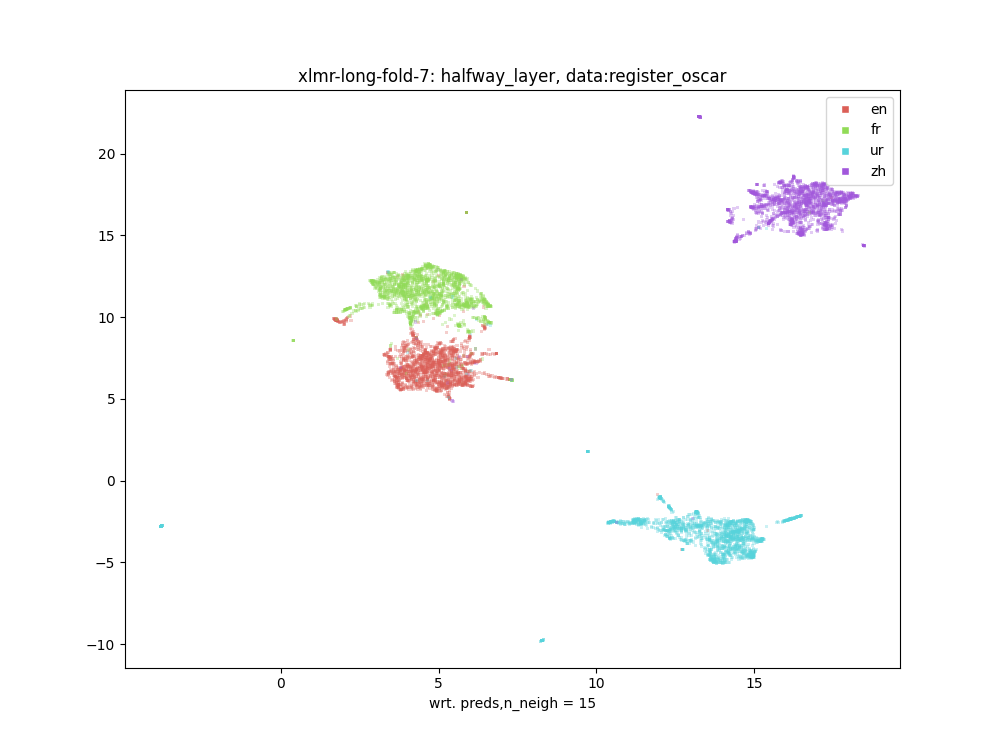 xlmr-long-fold-7: halfway_layer, data:register_oscar
en
fr
ur
zh
20
15
10
5
0
−5
−10
0
5
10
15
wrt. preds,n_neigh = 15